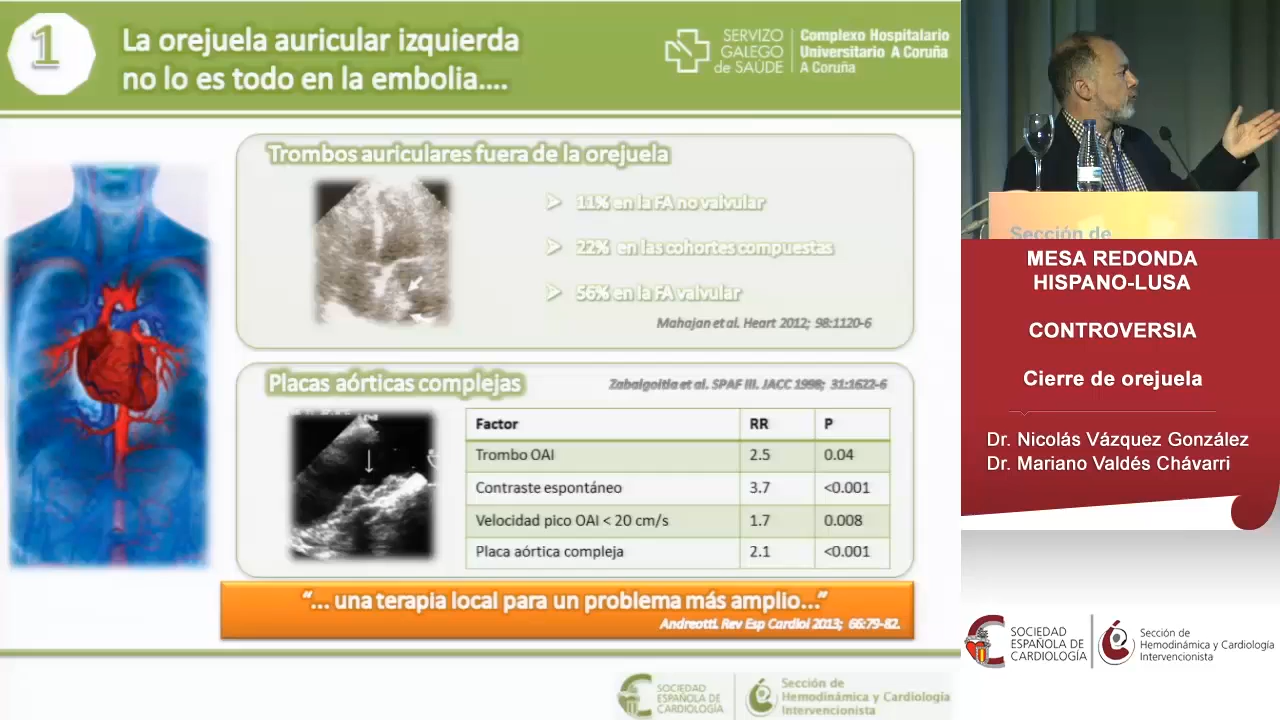 1
La orejuela auricular izquierda
no lo es todo en la embolia....
SERVIZO
GALEGO
de SAÚDE
Complexo Hospitalario
Universitario A Coruña
A Coruña
Trombos auriculares fuera de la orejuela
11% en la FA no valvular
22% en las cohortes compuestas
56% en la FA valvular
Mahajan et al. Heart 2012; 98:1120-6
Placas aórticas complejas
Zabalgoitia et al. SPAF III. JACC 1998; 31:1622-6
Factor RR P
Trombo OAI 2.5 0.04
Contraste espontáneo 3.7 <0.001
Velocidad pico OAI < 20 cm/s 1.7 0.008
Placa aórtica compleja 2.1 <0.001
"... una terapia local para un problema más amplio..."
Andreotti. Rev Esp Cardiol 2013; 66:79-82.
SOCIEDAD
ESPAÑOLA DE
CARDIOLOGÍA
Sección de
Hemodinámica y Cardiología
Intervencionista
Sección de
MESA REDONDA
HISPANO-LUSA
CONTROVERSIA
Cierre de orejuela
Dr. Nicolás Vázquez González
Dr. Mariano Valdés Chávarri
SOCIEDAD
ESPAÑOLA DE
CARDIOLOGÍA
Sección de
Hemodinámica y Cardiología
Intervencionista